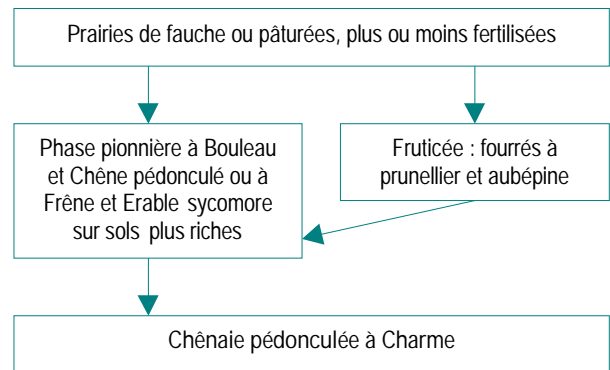 Prairies de fauche ou pâturées, plus ou moins fertilisées
Phase pionnière à Bouleau
et Chêne pédonculé ou à
Frêne et Erable sycomore
sur sols plus riches
Fruticée : fourrés à
prunellier et aubépine
Chênaie pédonculée à Charme